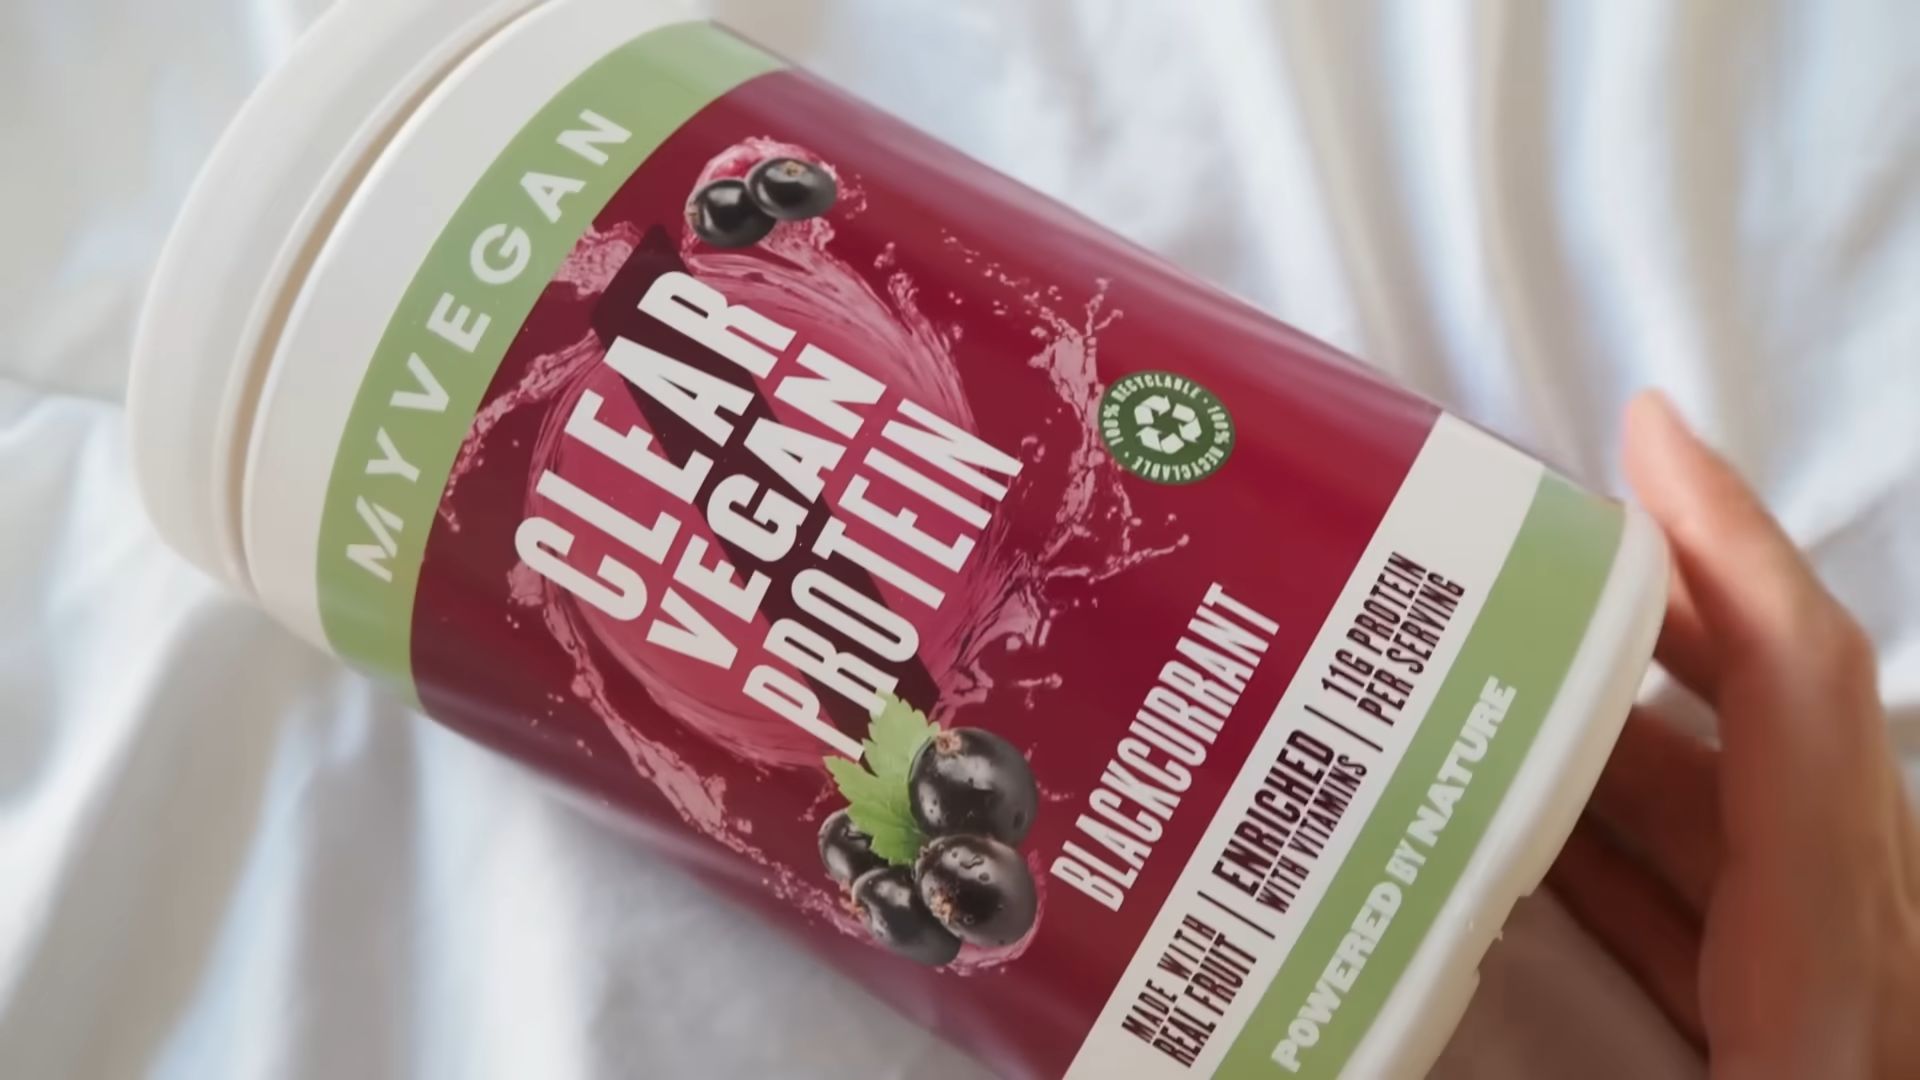 MYVEGAN
CLEAR
VEGAN
PROTEIN
100% RECYCLABLE • 100% RECYCLABLE •
BLACKCURRANT
MADE WITH
REAL FRUIT
ENRICHED
WITH VITAMINS
11G PROTEIN
PER SERVING
POWERED BY NATURE